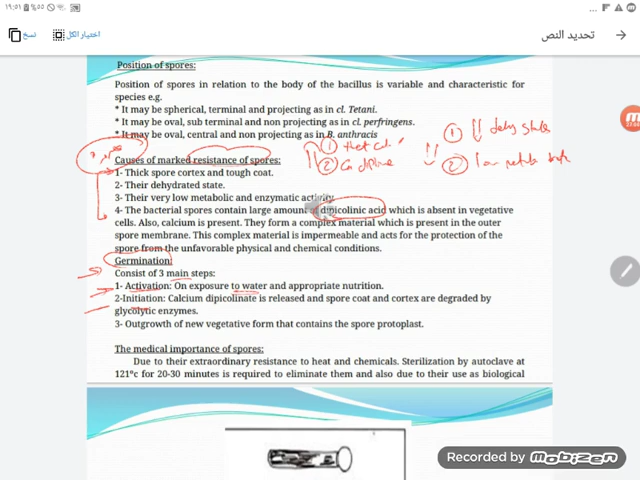 ١٩:٥١
٥٥٪
تحديد النص
اختيار الكل
نسخ
Position of spores:
Position of spores in relation to the body of the bacillus is variable and characteristic for
species e.g.
* It may be spherical, terminal and projecting as in cl. Tetani.
* It may be oval, sub terminal and non projecting as in cl. perfringens.
* It may be oval, central and non projecting as in B. anthracis
Causes of marked resistance of spores:
1- Thick spore cortex and tough coat.
2- Their dehydrated state.
3- Their very low metabolic and enzymatic activity.
4- The bacterial spores contain large amount of dipicolinic acid which is absent in vegetative
cells. Also, calcium is present. They form a complex material which is present in the outer
spore membrane. This complex material is impermeable and acts for the protection of the
spore from the unfavorable physical and chemical conditions.
Germination:
Consist of 3 main steps:
1- Activation: On exposure to water and appropriate nutrition.
2-Initiation: Calcium dipicolinate is released and spore coat and cortex are degraded by
glycolytic enzymes.
3- Outgrowth of new vegetative form that contains the spore protoplast.
The medical importance of spores:
Due to their extraordinary resistance to heat and chemicals. Sterilization by autoclave at
121ºc for 20-30 minutes is required to eliminate them and also due to their use as biological
Recorded by mobizen